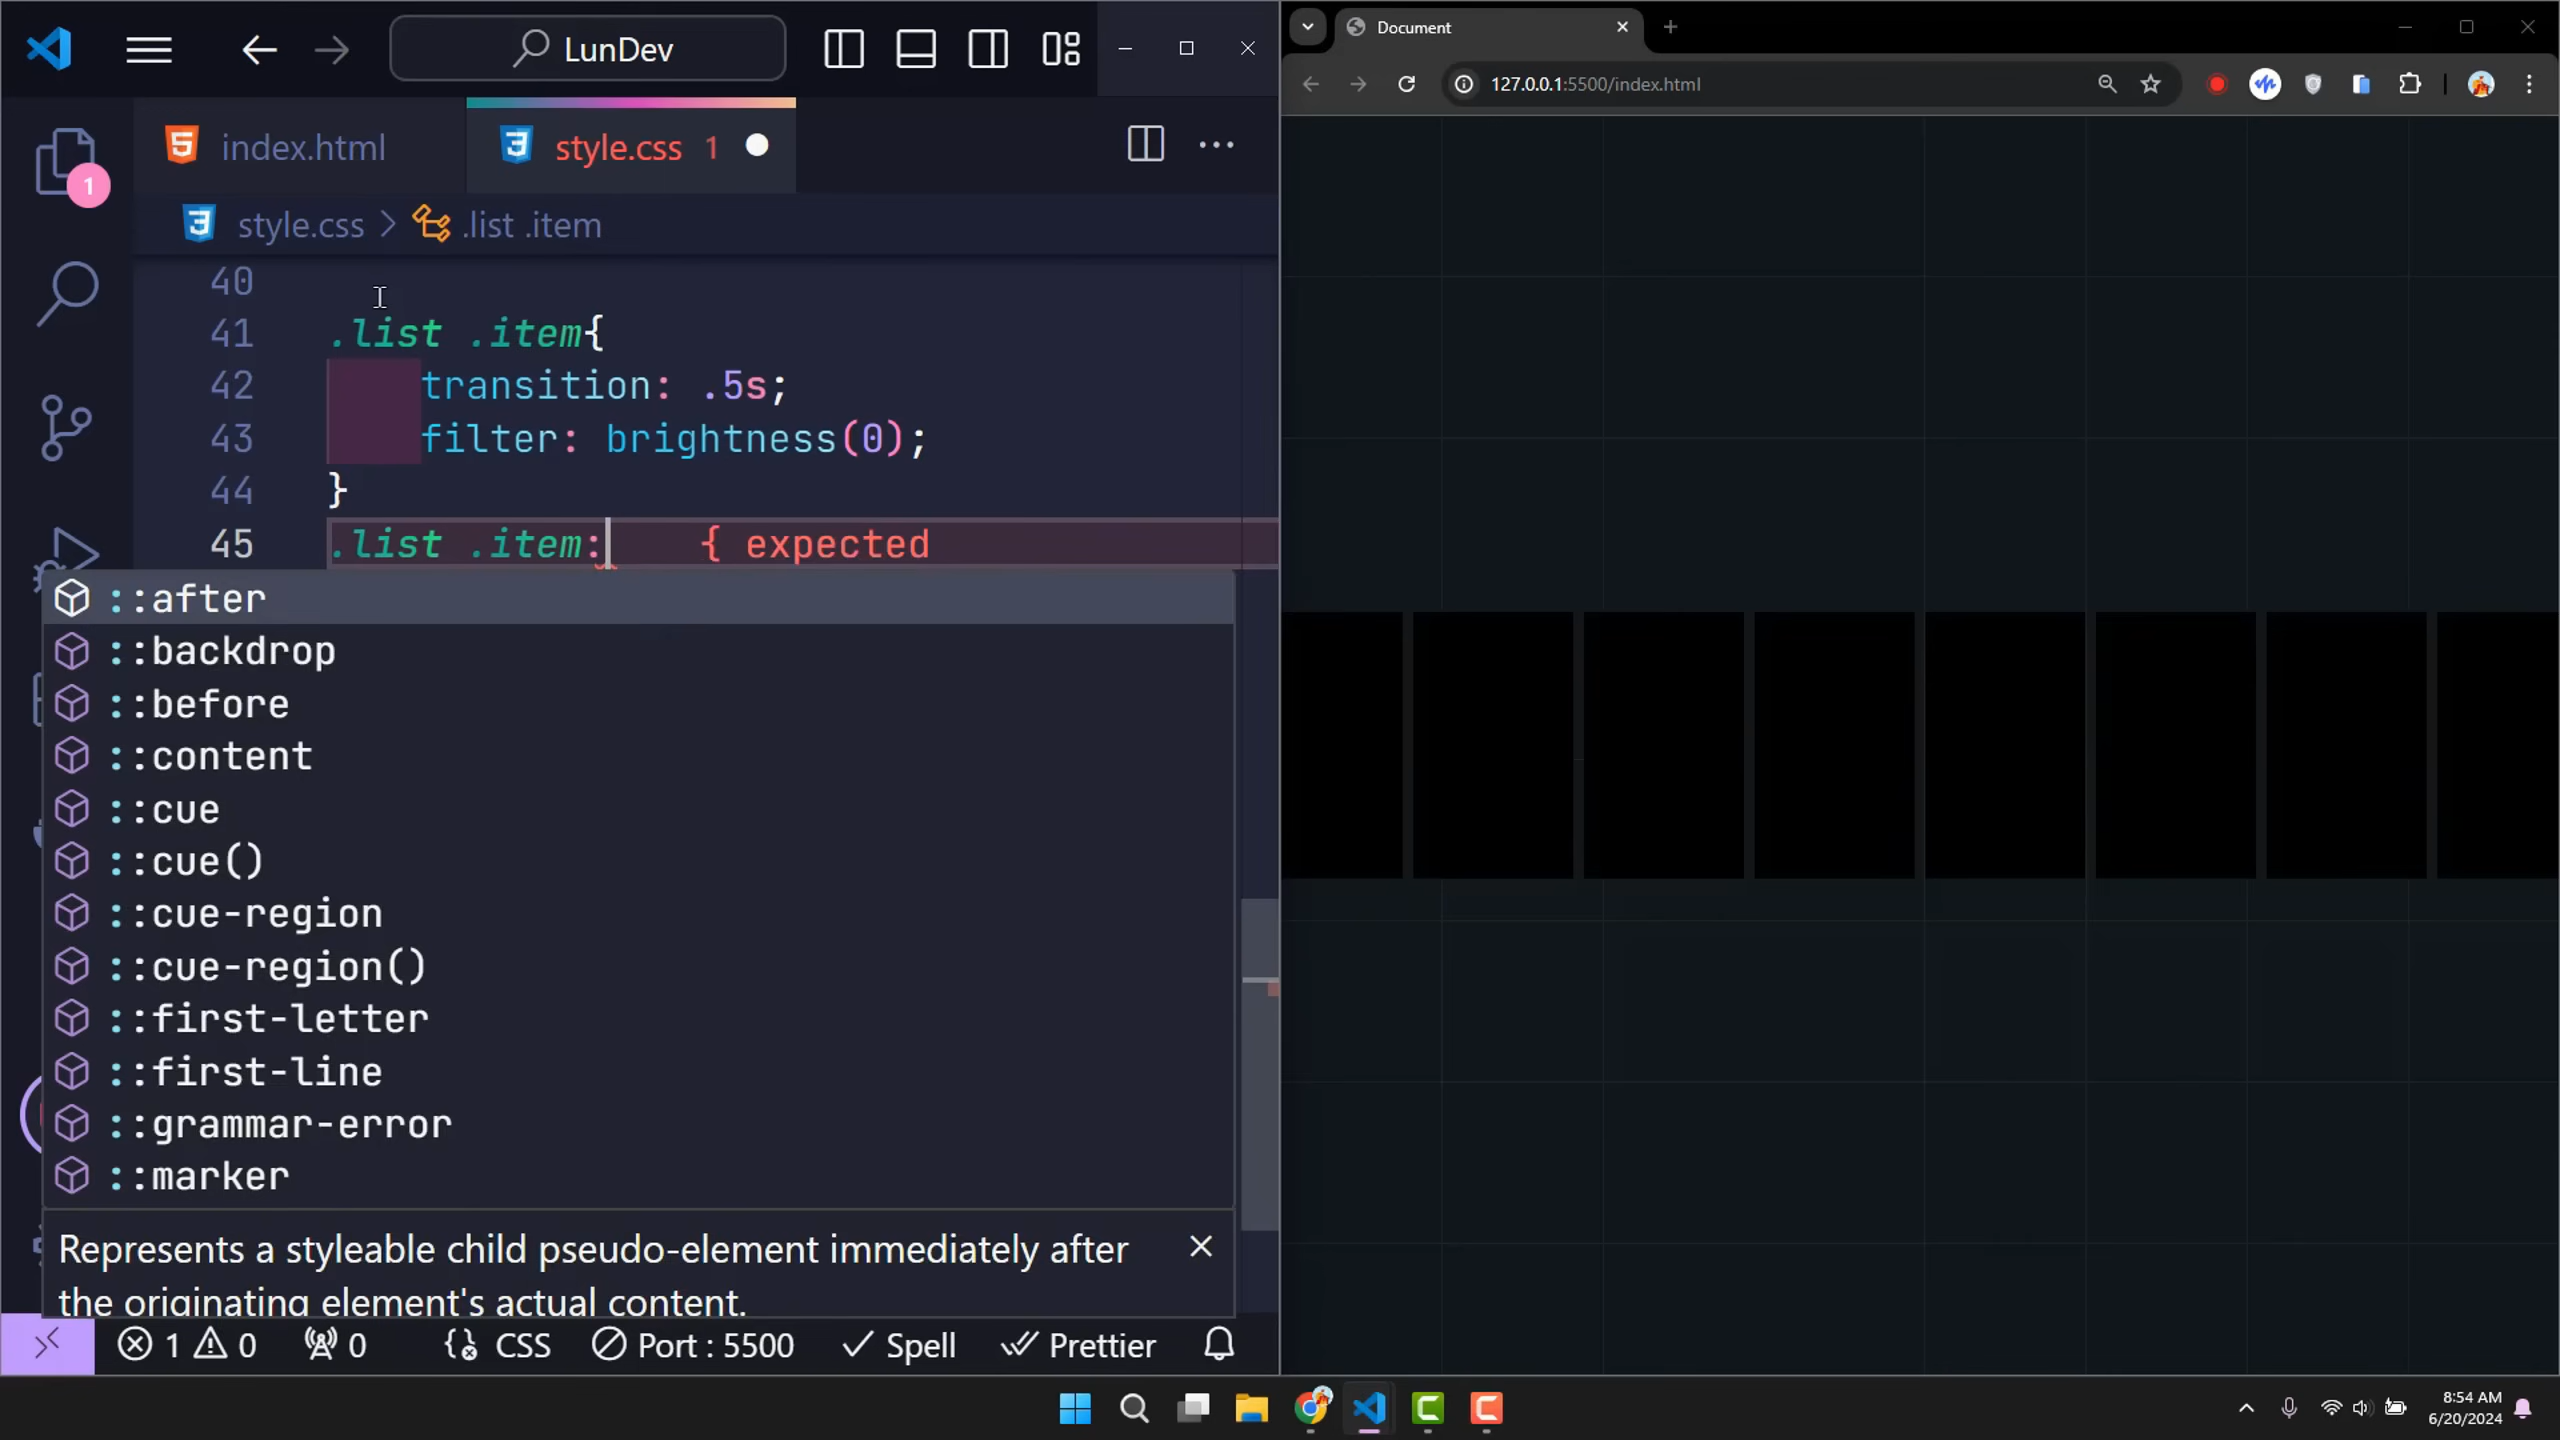 LunDev
index.html
style.css 1
style.css > .list .item
40
41 .list .item{
42 transition: .5s;
43 filter: brightness(0);
44 }
45 .list .item: { expected
::after
::backdrop
::before
::content
::cue
::cue()
::cue-region
::cue-region()
::first-letter
::first-line
::grammar-error
::marker
Represents a styleable child pseudo-element immediately after
the originating element's actual content.
1
1 0 0 CSS Port : 5500 Spell Prettier
Document
127.0.0.1:5500/index.html
8:54 AM
6/20/2024